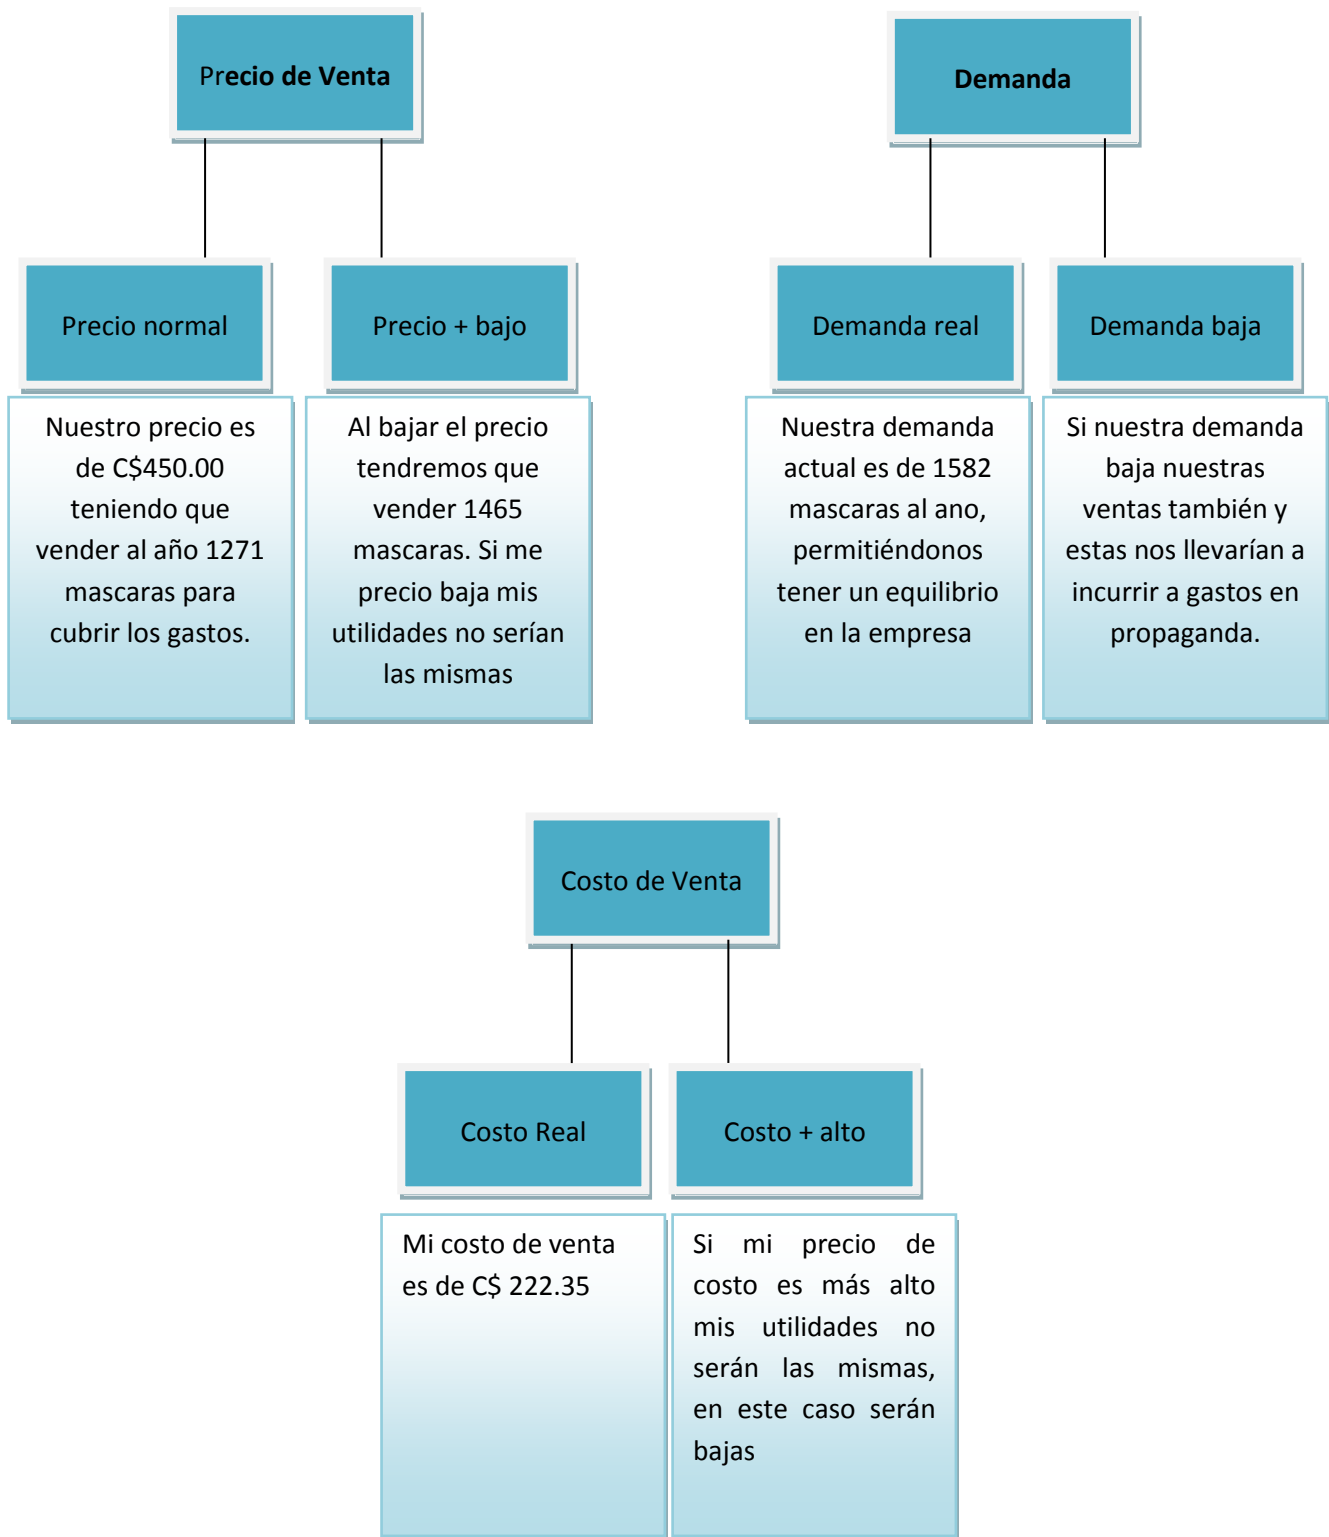 Precio de Venta
Demanda
Precio normal
Precio + bajo
Demanda real
Demanda baja
Nuestro precio es
de C$450.00
teniendo que
vender al año 1271
mascaras para
cubrir los gastos.
Al bajar el precio
tendremos que
vender 1465
mascaras. Si me
precio baja mis
utilidades no serían
las mismas
Nuestra demanda
actual es de 1582
mascaras al ano,
permitiéndonos
tener un equilibrio
en la empresa
Si nuestra demanda
baja nuestras
ventas también y
estas nos llevarían a
incurrir a gastos en
propaganda.
Costo de Venta
Costo Real
Costo + alto
Mi costo de venta
es de C$ 222.35
Si mi precio de
costo es más alto
mis utilidades no
serán las mismas,
en este caso serán
bajas